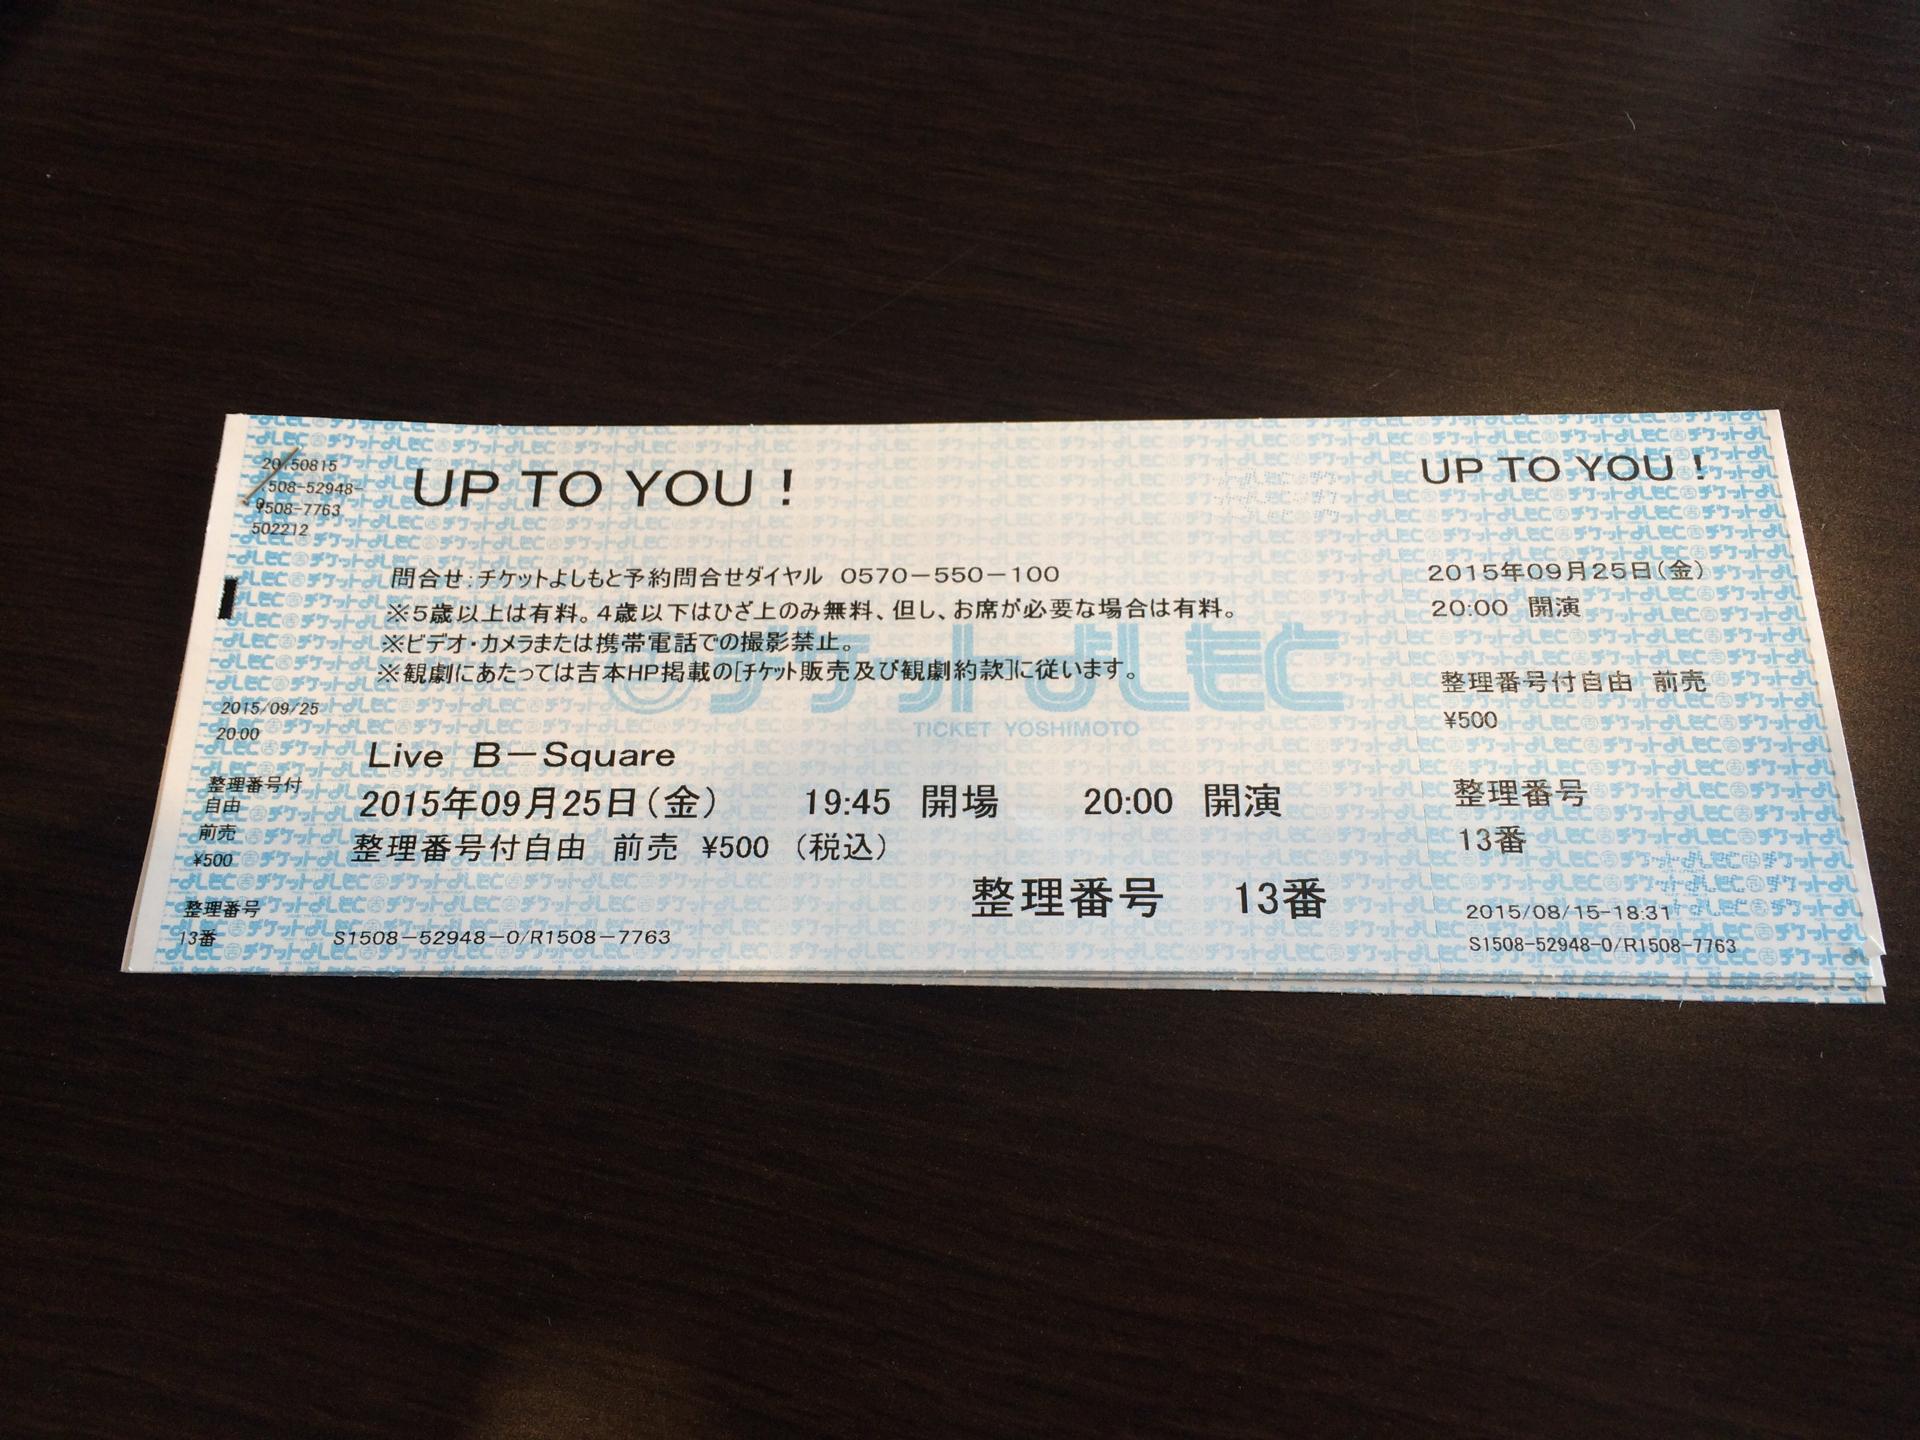 20150815
1508-52948-
0
1508-7763
502212
2015/09/25
20:00
整理番号付
自由
前売
¥500
整理番号
13番
UP TO YOU !
問合せ:チケットよしもと予約問合せダイヤル 0570-550-100
※5歳以上は有料。4歳以下はひざ上のみ無料、但し、お席が必要な場合は有料。
※ビデオ・カメラまたは携帯電話での撮影禁止。
※観劇にあたっては吉本HP掲載の[チケット販売及び観劇約款]に従います。
チケットよしもと
TICKET YOSHIMOTO
Live B-Square
2015年09月25日(金) 19:45 開場 20:00 開演
整理番号付自由 前売 ¥500 (税込)
整理番号 13番
S1508-52948-0/R1508-7763
UP TO YOU !
2015年09月25日(金)
20:00 開演
整理番号付自由 前売
¥500
整理番号
13番
2015/08/15-18:31
S1508-52948-0/R1508-7763